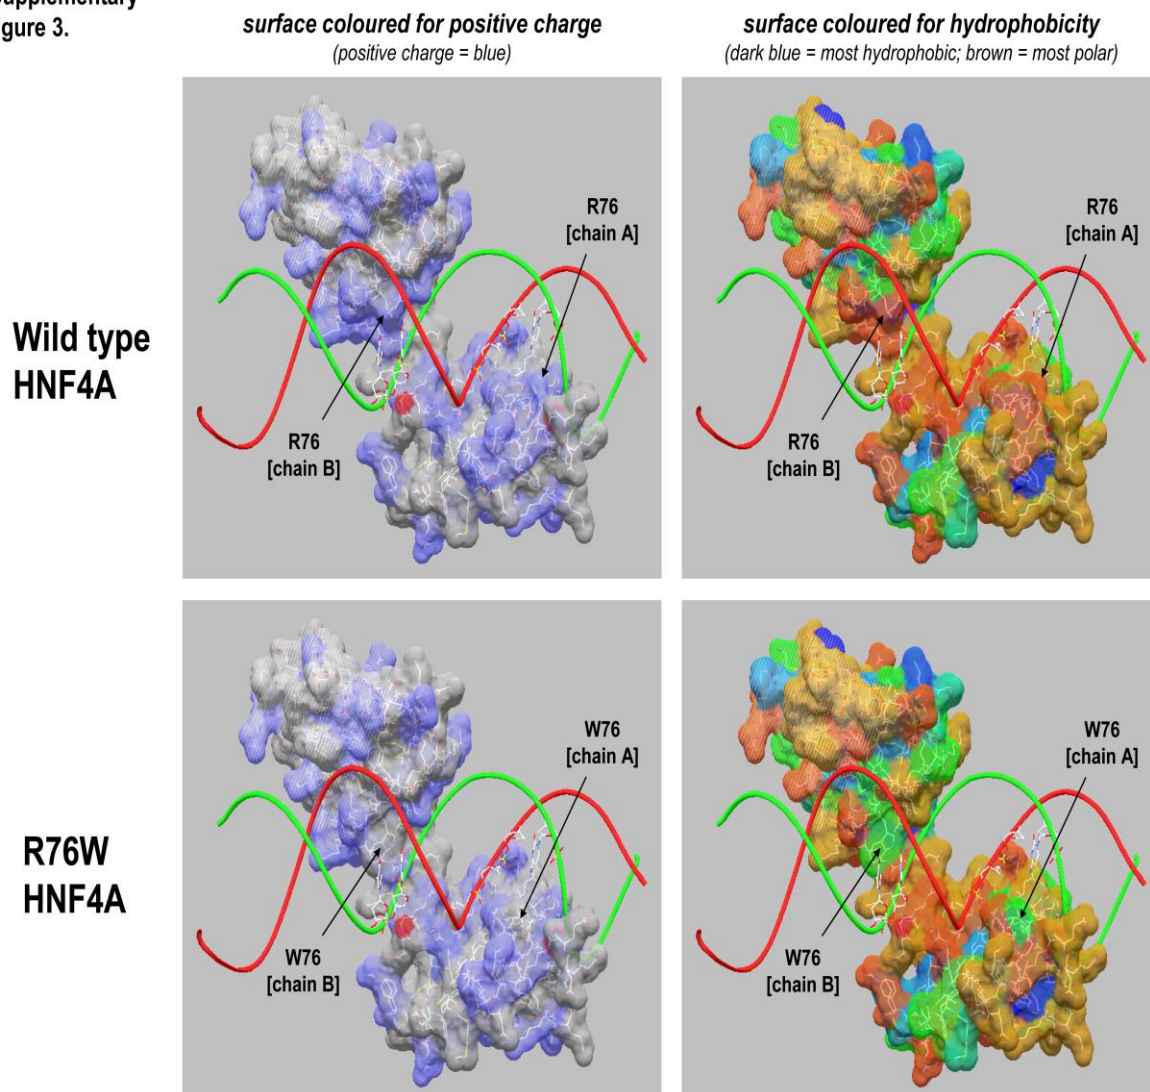 Figure 3.
surface coloured for positive charge
(positive charge = blue)
surface coloured for hydrophobicity
(dark blue = most hydrophobic; brown = most polar)
Wild type
HNF4A
R76
[chain A]
R76
[chain B]
R76
[chain A]
R76
[chain B]
R76W
HNF4A
W76
[chain A]
W76
[chain B]
W76
[chain A]
W76
[chain B]